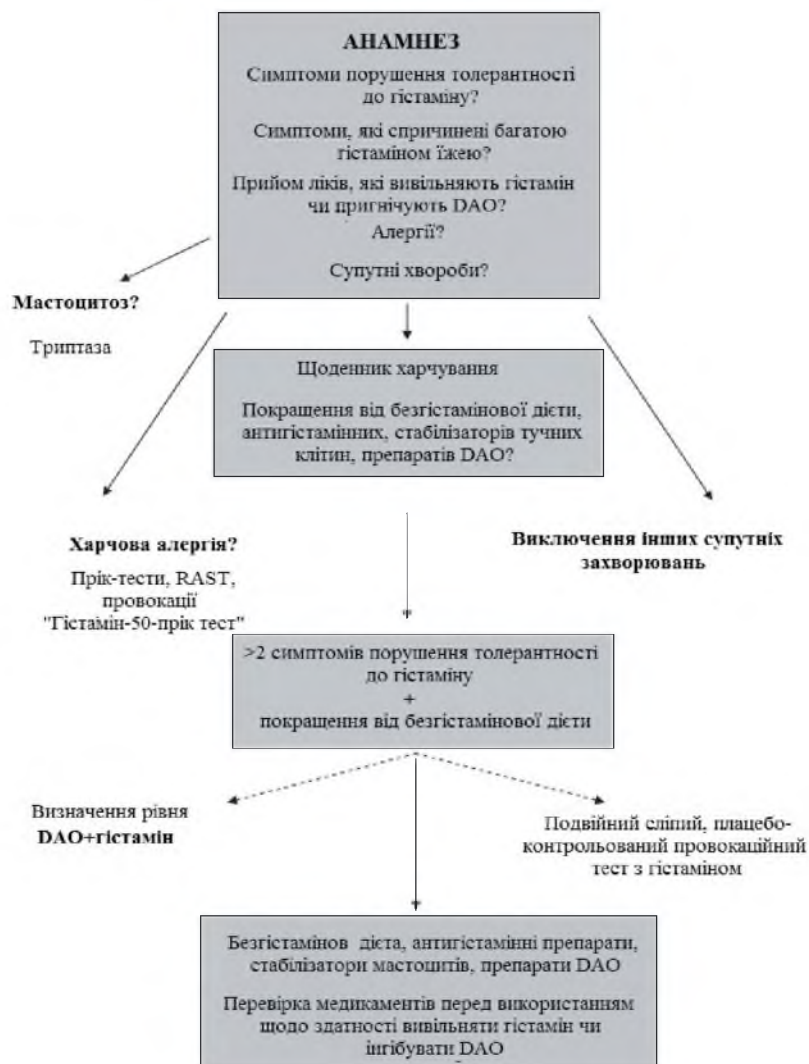 АНАМНЕЗ
Симптоми порушення толерантності
до гістаміну?
Симптоми, які спричинені багатою
гістаміном їжею?
Прийом ліків, які вивільняють гістамін
чи пригнічують DAO?
Алергії?
Супутні хвороби?
Мастоцитоз?
Триптаза
Щоденник харчування
Покращення від безгістамінової дієти,
антигістамінних, стабілізаторів тучних
клітин, препаратів DAO?
Харчова алергія?
Прік-тести, RAST,
провокації
"Гістамін-50-прік тест"
Виключення інших супутніх
захворювань
>2 симптомів порушення толерантності
до гістаміну
+
покращення від безгістамінової дієти
Визначення рівня
DAO+гістамін
Подвійний сліпий, плацебо-
контрольований провокаційний
тест з гістаміном
Безгістамінов дієта, антигістамінні препарати,
стабілізатори мастоцитів, препарати DAO
Перевірка медикаментів перед використанням
щодо здатності вивільняти гістамін чи
інгібувати DAO